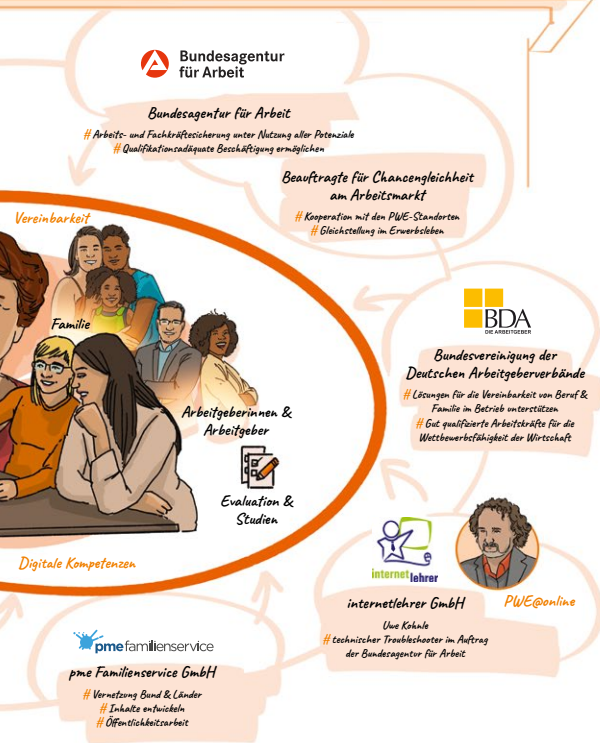 Bundesagentur
für Arbeit
Bundesagentur für Arbeit
# Arbeits- und Fachkräftesicherung unter Nutzung aller Potenziale
# Qualifikationsadäquate Beschäftigung ermöglichen
Beauftragte für Chancengleichheit
am Arbeitsmarkt
# Kooperation mit den PWE-Standorten
# Gleichstellung im Erwerbsleben
Vereinbarkeit
Familie
BDA
DIE ARBEITGEBER
Bundesvereinigung der
Deutschen Arbeitgeberverbände
# Lösungen für die Vereinbarkeit von Beruf &
Familie im Betrieb unterstützen
# Gut qualifizierte Arbeitskräfte für die
Wettbewerbsfähigkeit der Wirtschaft
Arbeitgeberinnen &
Arbeitgeber
Evaluation &
Studien
Digitale Kompetenzen
internet lehrer
internetlehrer GmbH
PWE@online
Uwe Kohnle
# technischer Troubleshooter im Auftrag
der Bundesagentur für Arbeit
pme familienservice
pme Familienservice GmbH
# Vernetzung Bund & Länder
# Inhalte entwickeln
# Öffentlichkeitsarbeit